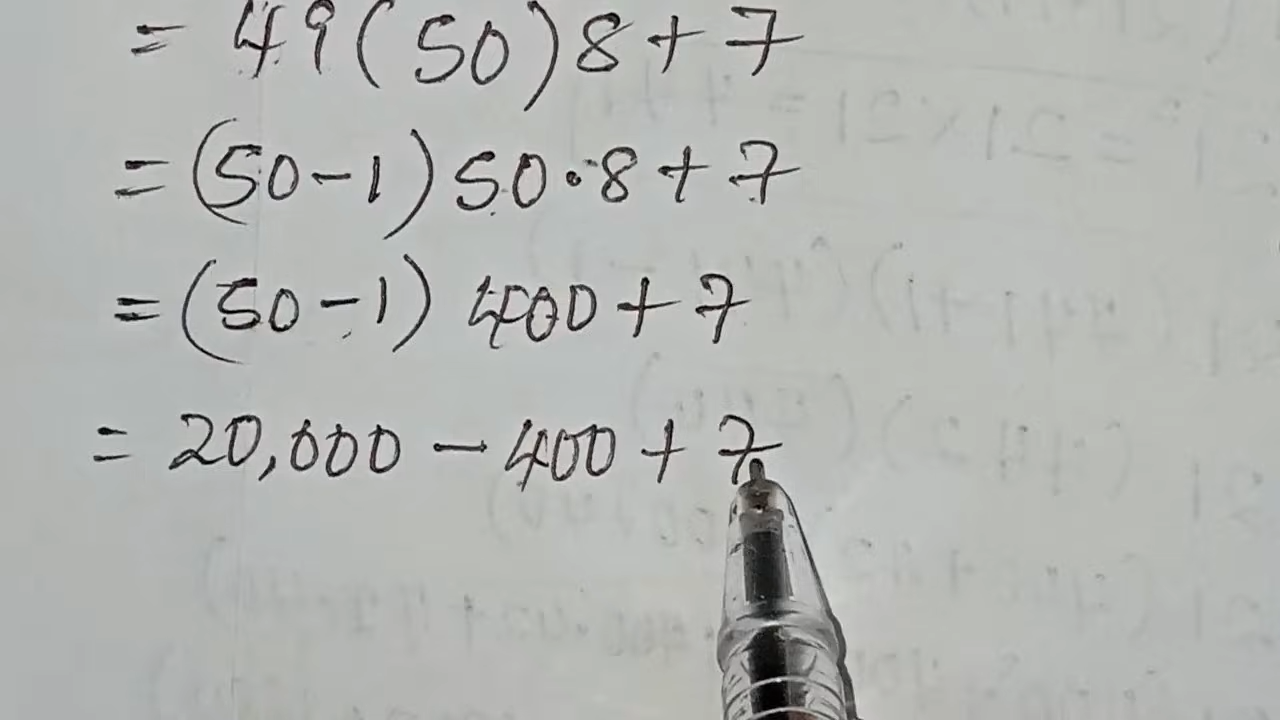 = 49(50)8+7
=(50-1)50·8+7
=(50-1)400+7
= 20,000-400+7